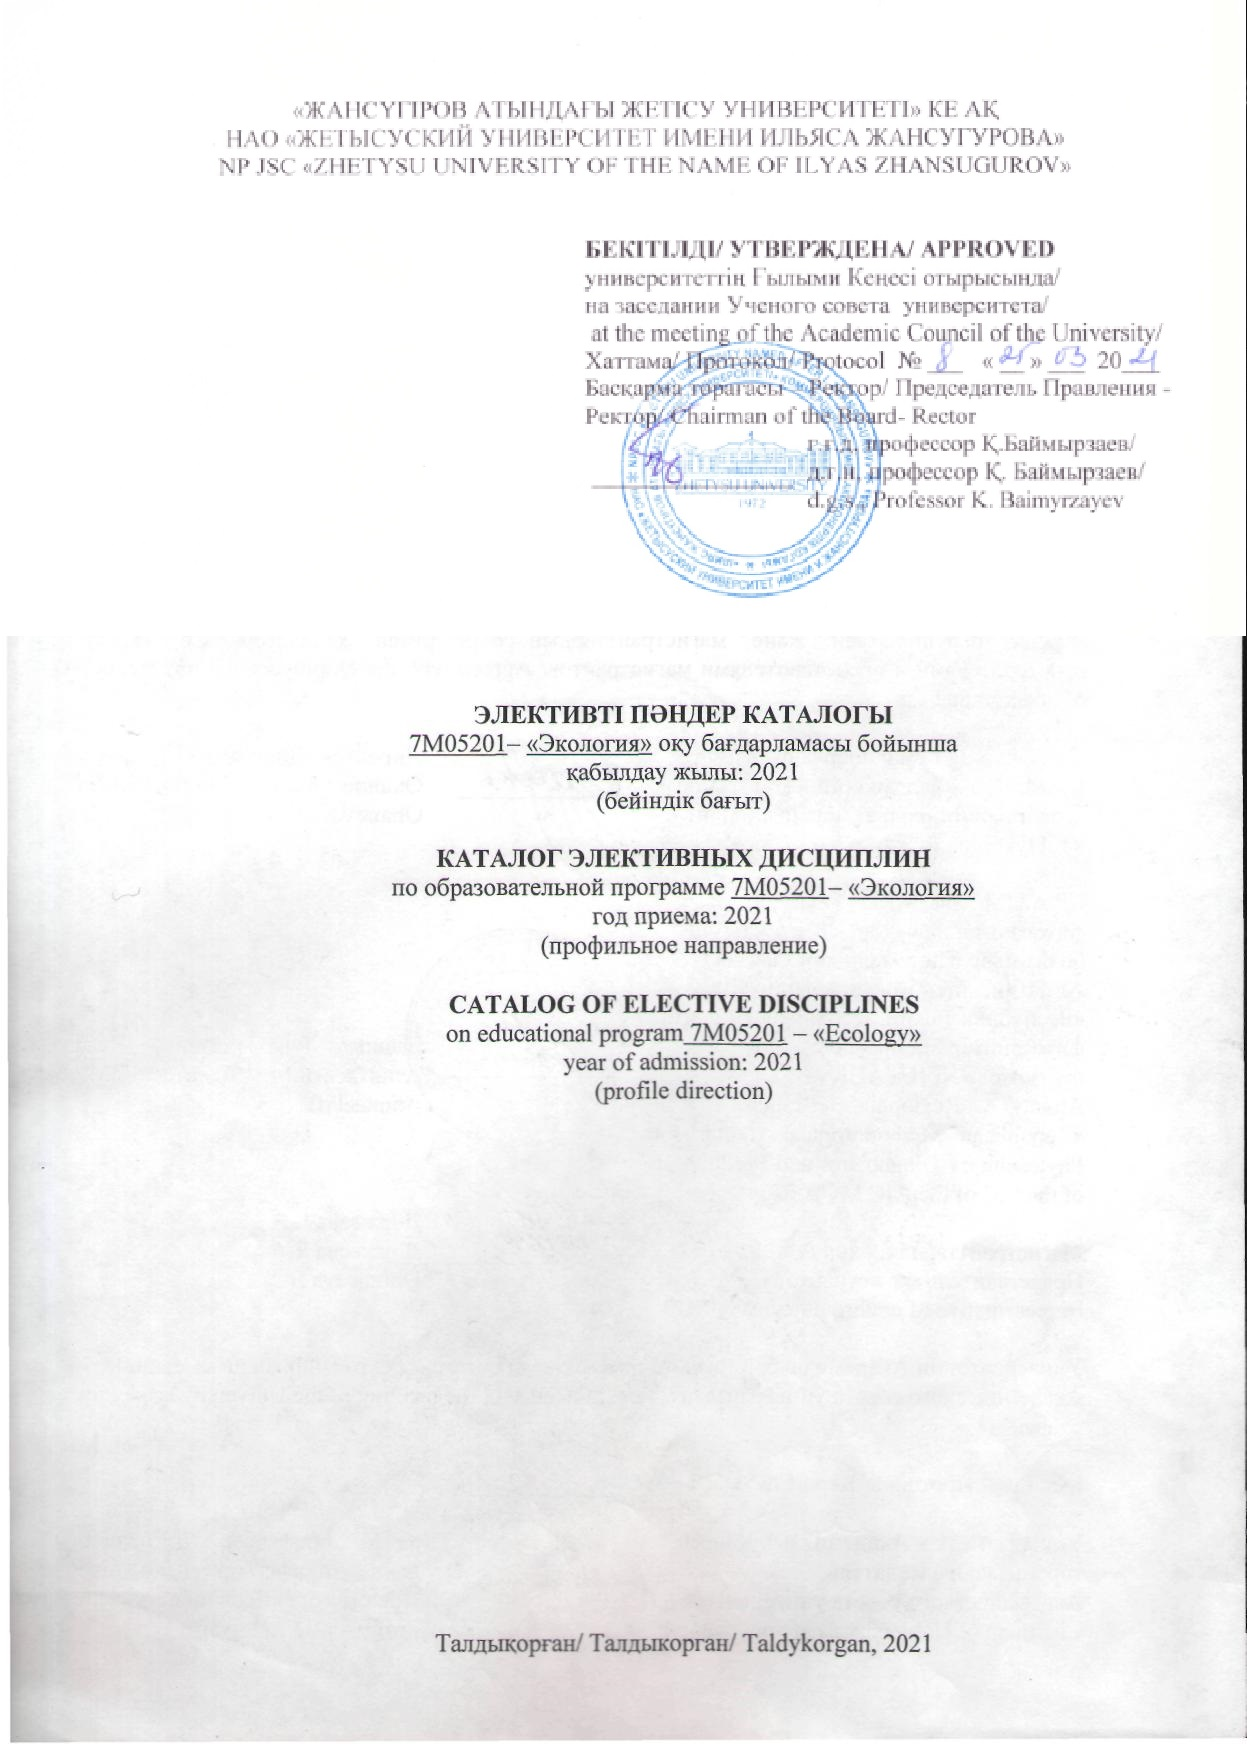 «ЖАНСҮГІРОВ АТЫНДАҒЫ ЖЕТІСУ УНИВЕРСИТЕТІ» КЕ АҚ
НАО «ЖЕТЫСУСКИЙ УНИВЕРСИТЕТ ИМЕНИ ИЛЬЯСА ЖАНСУГУРОВА»
NP JSC «ZHETYSU UNIVERSITY OF THE NAME OF ILYAS ZHANSUGUROV»
БЕКІТІЛДІ/ УТВЕРЖДЕНА/ APPROVED
университеттің Ғылыми Кеңесі отырысында/
на заседании Ученого совета университета/
at the meeting of the Academic Council of the University/
Хаттама/ Протокол/ Protocol № 8 «25» 03 2021
Басқарма төрағасы – Ректор/ Председатель Правления -
Ректор/ Chairman of the Board- Rector
г.ғ.д, профессор Қ.Баймырзаев/
д.г.н, профессор Қ. Баймырзаев/
d.g.s., Professor K. Baimyrzayev
ZHETYSU UNIVERSITY
1972
ЭЛЕКТИВТІ ПӘНДЕР КАТАЛОГЫ
7М05201– «Экология» оқу бағдарламасы бойынша
қабылдау жылы: 2021
(бейіндік бағыт)
КАТАЛОГ ЭЛЕКТИВНЫХ ДИСЦИПЛИН
по образовательной программе 7М05201– «Экология»
год приема: 2021
(профильное направление)
CATALOG OF ELECTIVE DISCIPLINES
on educational program 7M05201 – «Ecology»
year of admission: 2021
(profile direction)
Талдықорған/ Талдыкорган/ Taldykorgan, 2021